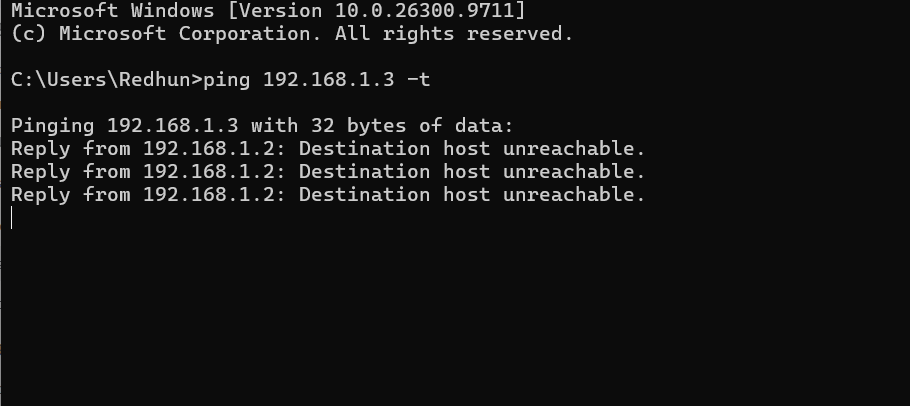 Microsoft Windows [Version 10.0.26300.9711]
(c) Microsoft Corporation. All rights reserved.
C:\Users\Redhun>ping 192.168.1.3 -t
Pinging 192.168.1.3 with 32 bytes of data:
Reply from 192.168.1.2: Destination host unreachable.
Reply from 192.168.1.2: Destination host unreachable.
Reply from 192.168.1.2: Destination host unreachable.